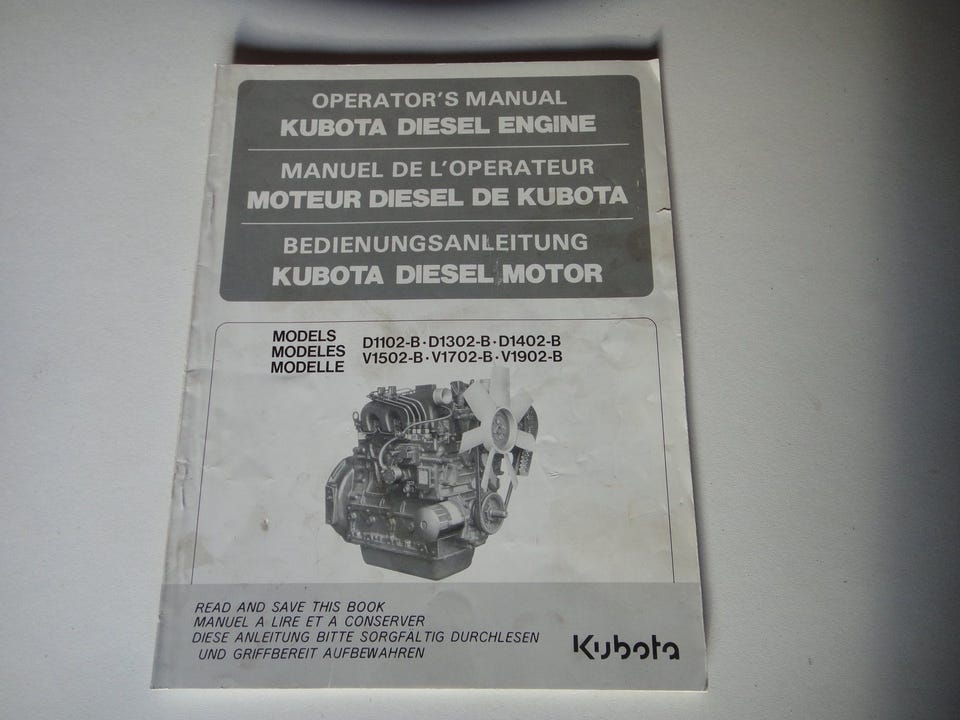 OPERATOR'S MANUAL
KUBOTA DIESEL ENGINE
MANUEL DE L'OPERATEUR
MOTEUR DIESEL DE KUBOTA
BEDIENUNGSANLEITUNG
KUBOTA DIESEL MOTOR
MODELS
MODELES
MODELLE
D1102-B · D1302-B · D1402-B
V1502-B · V1702-B · V1902-B
READ AND SAVE THIS BOOK
MANUEL A LIRE ET A CONSERVER
DIESE ANLEITUNG BITTE SORGFÄLTIG DURCHLESEN
UND GRIFFBEREIT AUFBEWAHREN
Kubota